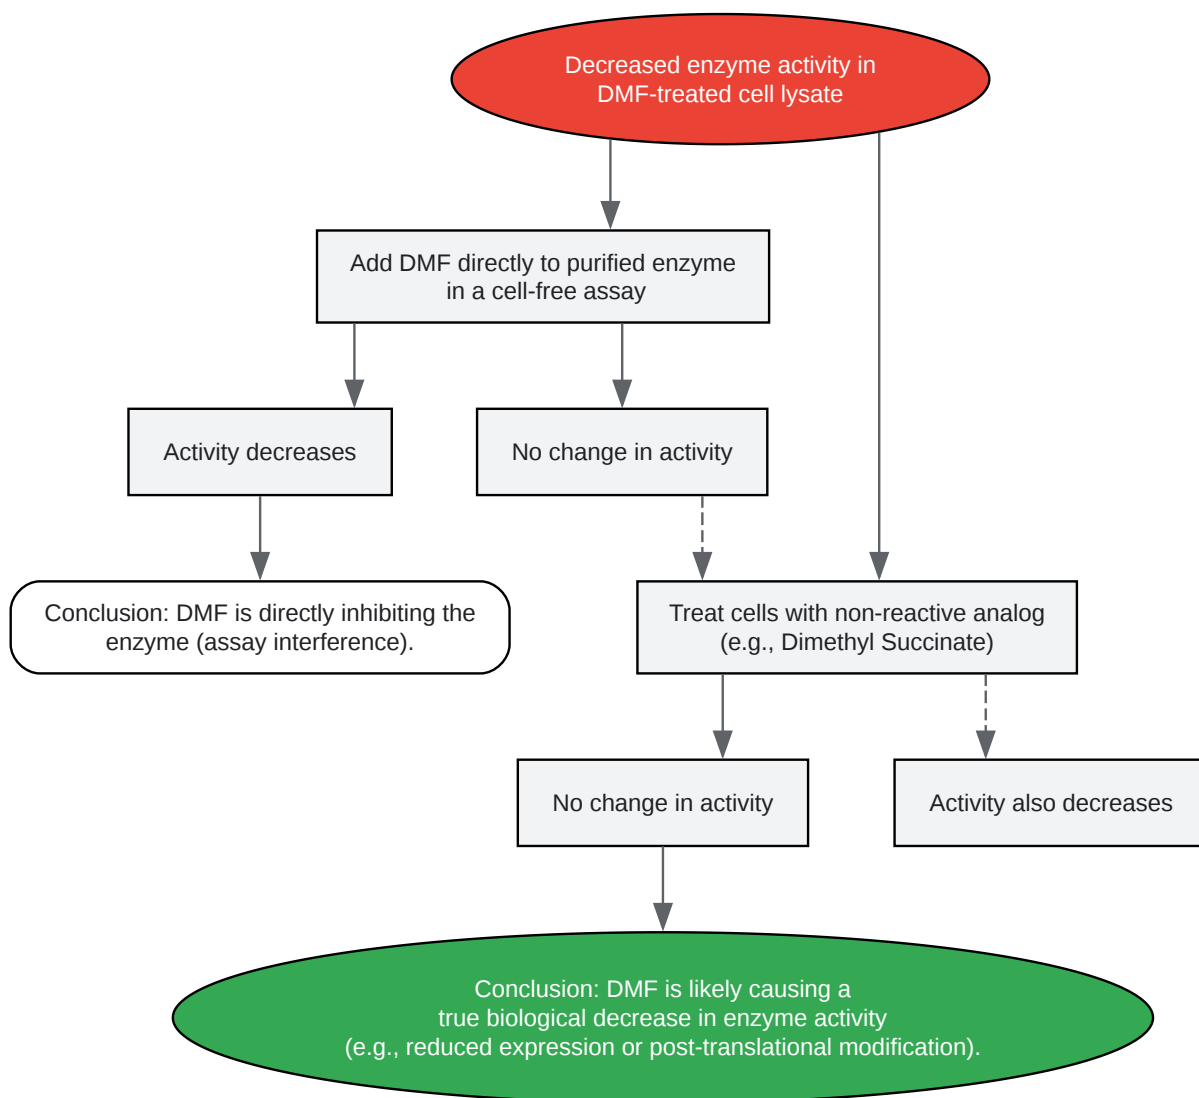 Decreased enzyme activity in
DMF-treated cell lysate
Add DMF directly to purified enzyme
in a cell-free assay
Activity decreases
No change in activity
Conclusion: DMF is directly inhibiting the
enzyme (assay interference).
Treat cells with non-reactive analog
(e.g., Dimethyl Succinate)
No change in activity
Activity also decreases
Conclusion: DMF is likely causing a
true biological decrease in enzyme activity
(e.g., reduced expression or post-translational modification).